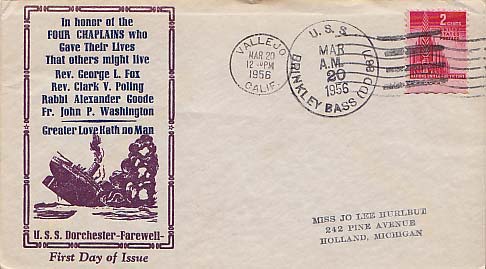 In honor of the
FOUR CHAPLAINS who
Gave Their Lives
That others might live
Rev. George L. Fox
Rev. Clark V. Poling
Rabbi Alexander Goode
Fr. John P. Washington
Greater Love Hath no Man
U.S.S. Dorchester-Farewell-
First Day of Issue
VALLEJO
MAR 20
12 PM
1956
CALIF.
U.S.S.
MAR
A.M.
20
1956
BRINKLEY BASS (DD 887)
2 CENTS
STATES
POSTAGE
MISS JO LEE HURLBUT
242 PINE AVENUE
HOLLAND, MICHIGAN